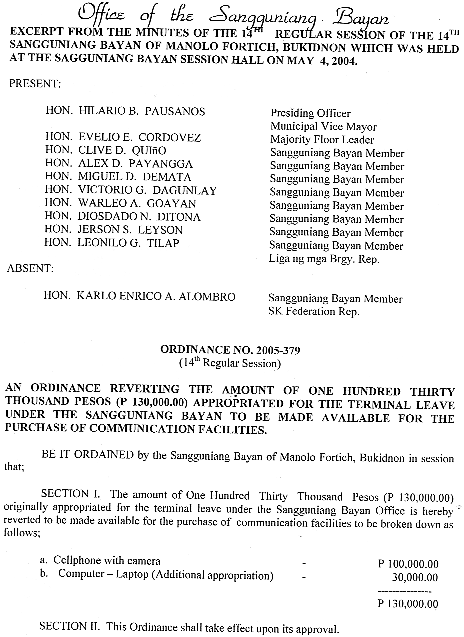 Office of the Sangguniang Bayan
EXCERPT FROM THE MINUTES OF THE 14TH REGULAR SESSION OF THE 14TH
SANGGUNIANG BAYAN OF MANOLO FORTICH, BUKIDNON WHICH WAS HELD
AT THE SAGGUNIANG BAYAN SESSION HALL ON MAY 4, 2004.
PRESENT:
HON. HILARIO B. PAUSANOS Presiding Officer
Municipal Vice Mayor
HON. EVELIO E. CORDOVEZ Majority Floor Leader
HON. CLIVE D. QUIñO Sangguniang Bayan Member
HON. ALEX D. PAYANGGA Sangguniang Bayan Member
HON. MIGUEL D. DEMATA Sangguniang Bayan Member
HON. VICTORIO G. DAGUNLAY Sangguniang Bayan Member
HON. WARLEO A. GOAYAN Sangguniang Bayan Member
HON. DIOSDADO N. DITONA Sangguniang Bayan Member
HON. JERSON S. LEYSON Sangguniang Bayan Member
HON. LEONILO G. TILAP Sangguniang Bayan Member
Liga ng mga Brgy. Rep.
ABSENT:
HON. KARLO ENRICO A. ALOMBRO Sangguniang Bayan Member
SK Federation Rep.
ORDINANCE NO. 2005-379
(14th Regular Session)
AN ORDINANCE REVERTING THE AMOUNT OF ONE HUNDRED THIRTY
THOUSAND PESOS (P 130,000.00) APPROPRIATED FOR THE TERMINAL LEAVE
UNDER THE SANGGUNIANG BAYAN TO BE MADE AVAILABLE FOR THE
PURCHASE OF COMMUNICATION FACILITIES.
BE IT ORDAINED by the Sangguniang Bayan of Manolo Fortich, Bukidnon in session
that;
SECTION I. The amount of One Hundred Thirty Thousand Pesos (P 130,000.00)
originally appropriated for the terminal leave under the Sangguniang Bayan Office is hereby
reverted to be made available for the purchase of communication facilities to be broken down as
follows;
a. Cellphone with camera - P 100,000.00
b. Computer – Laptop (Additional appropriation) - 30,000.00
---------------
P 130,000.00
SECTION II. This Ordinance shall take effect upon its approval.